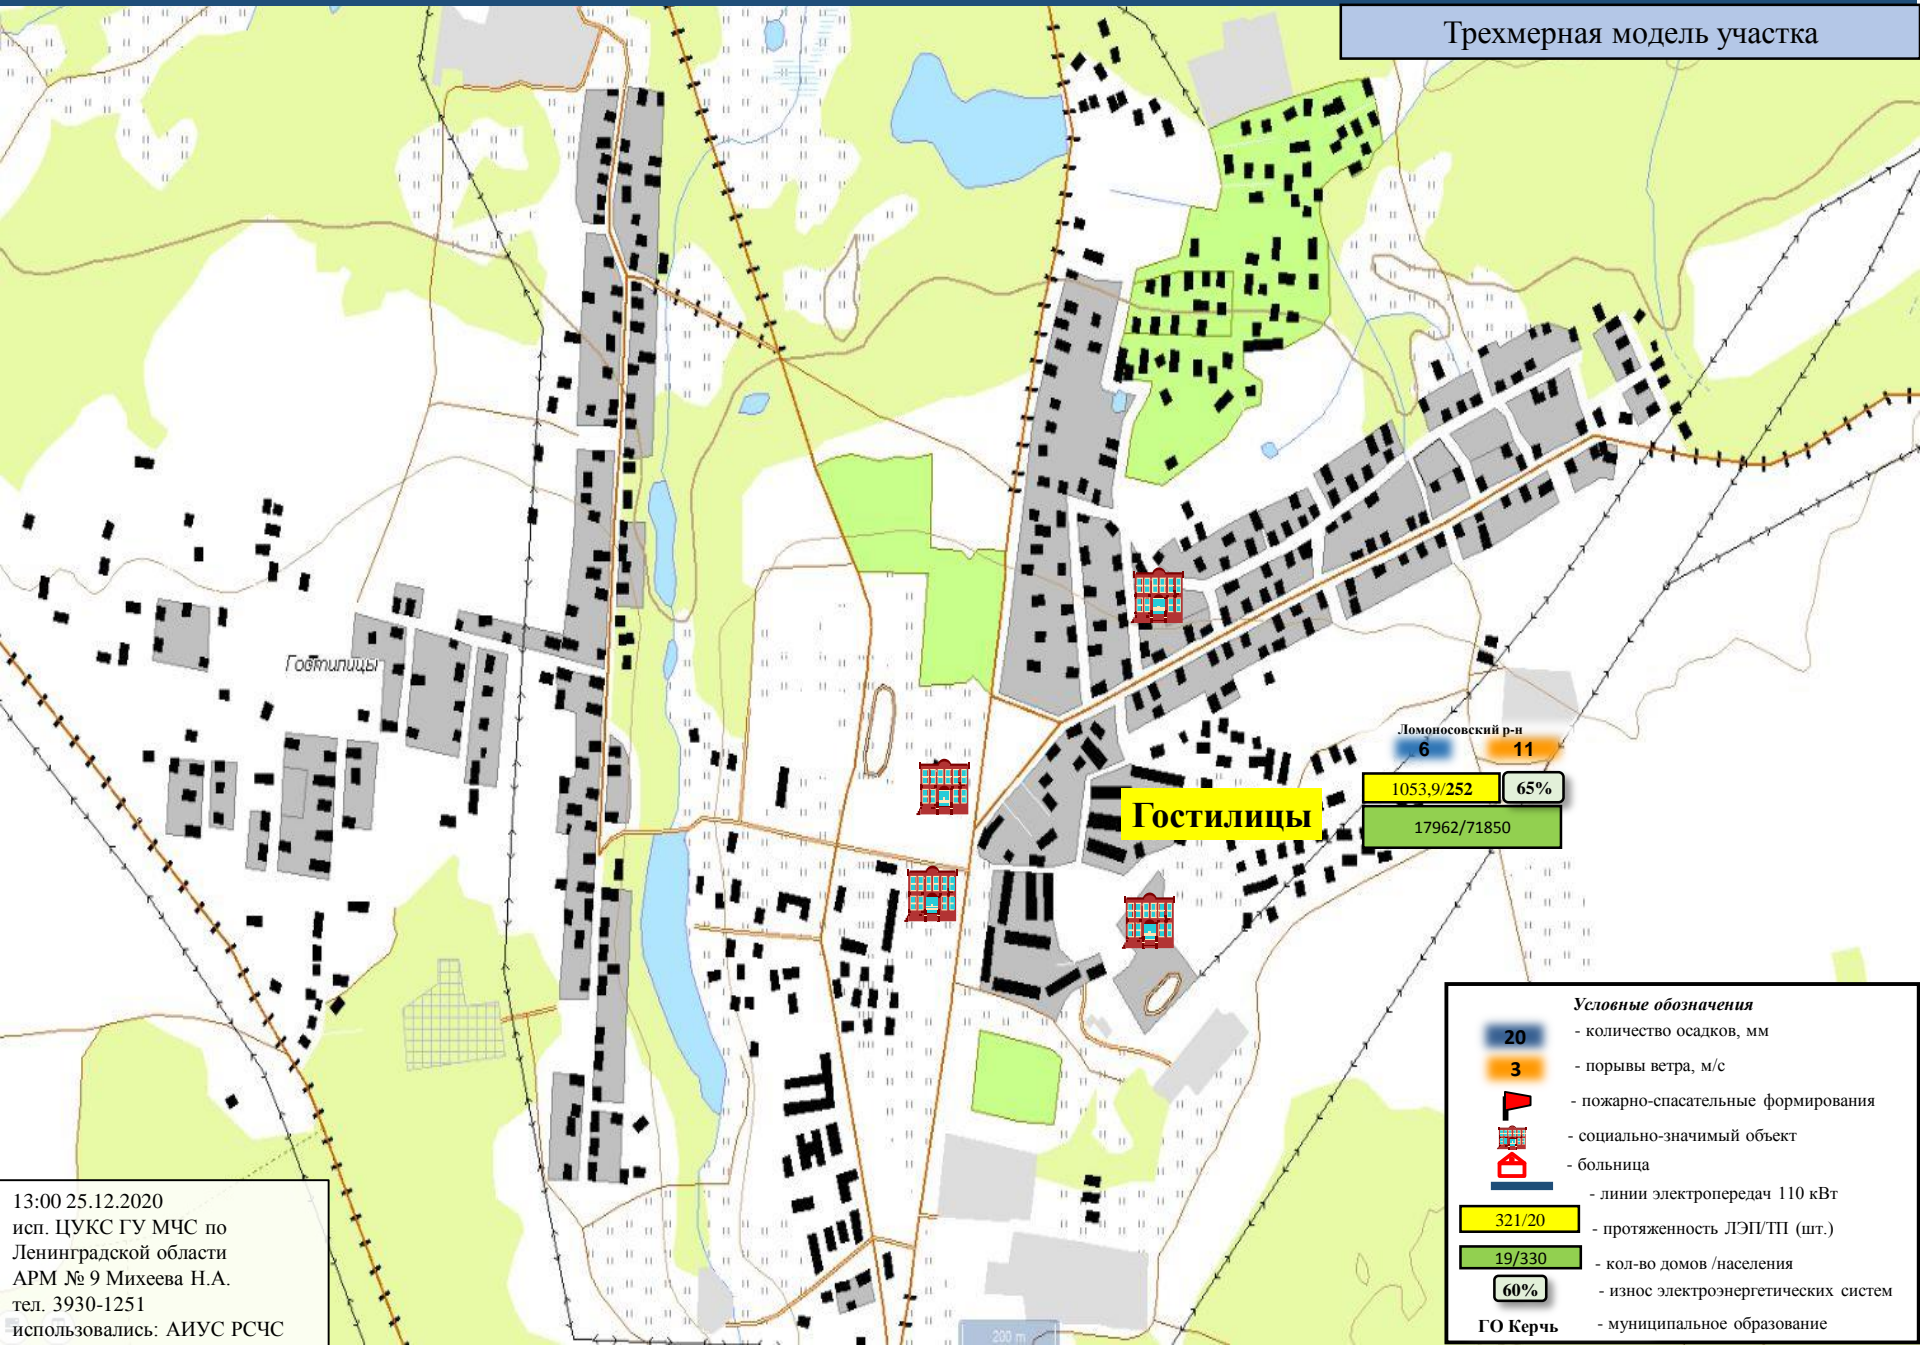 Трехмерная модель участка
Гостилицы
Ломоносовский р-н
6 11
1053,9/252 65%
17962/71850
Гостилицы
Условные обозначения
20 - количество осадков, мм
3 - порывы ветра, м/с
- пожарно-спасательные формирования
- социально-значимый объект
- больница
- линии электропередач 110 кВт
321/20 - протяженность ЛЭП/ТП (шт.)
19/330 - кол-во домов /населения
60% - износ электроэнергетических систем
ГО Керчь - муниципальное образование
13:00 25.12.2020
исп. ЦУКС ГУ МЧС по
Ленинградской области
АРМ № 9 Михеева Н.А.
тел. 3930-1251
использовались: АИУС РСЧС
200 m